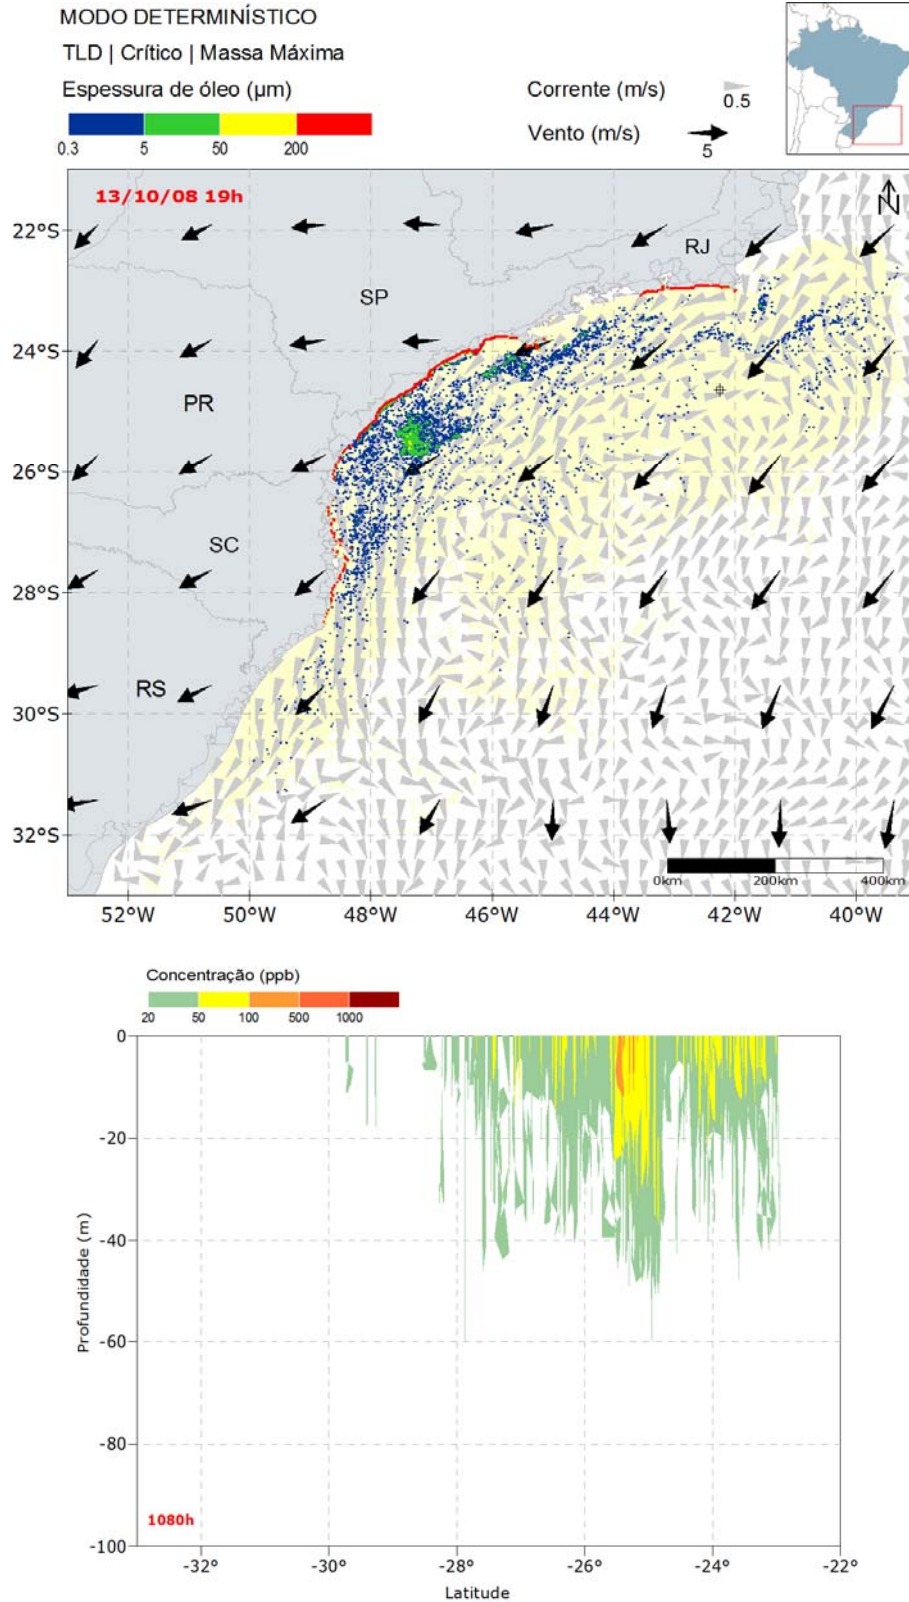 MODO DETERMINÍSTICO
TLD | Crítico | Massa Máxima
Espessura de óleo (μm)
0.3 5 50 200
Corrente (m/s) 0.5
Vento (m/s) 5
13/10/08 19h
N
22°S
24°S
26°S
28°S
30°S
32°S
RJ
SP
PR
SC
RS
0km 200km 400km
52°W 50°W 48°W 46°W 44°W 42°W 40°W
Concentração (ppb)
20 50 100 500 1000
0
-20
-40
-60
-80
-100
Profundidade (m)
1080h
-32° -30° -28° -26° -24° -22°
Latitude